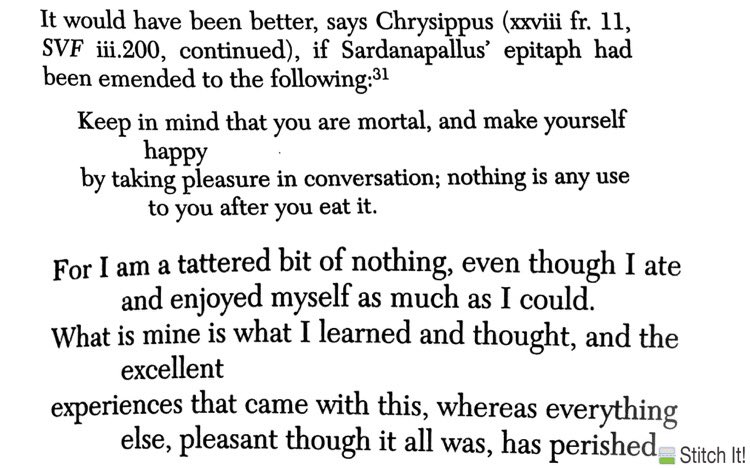 It would have been better, says Chrysippus (xxviii fr. 11,
SVF iii.200, continued), if Sardanapallus' epitaph had
been emended to the following:31
Keep in mind that you are mortal, and make yourself
happy
by taking pleasure in conversation; nothing is any use
to you after you eat it.
For I am a tattered bit of nothing, even though I ate
and enjoyed myself as much as I could.
What is mine is what I learned and thought, and the
excellent
experiences that came with this, whereas everything
else, pleasant though it all was, has perished
Stitch It!